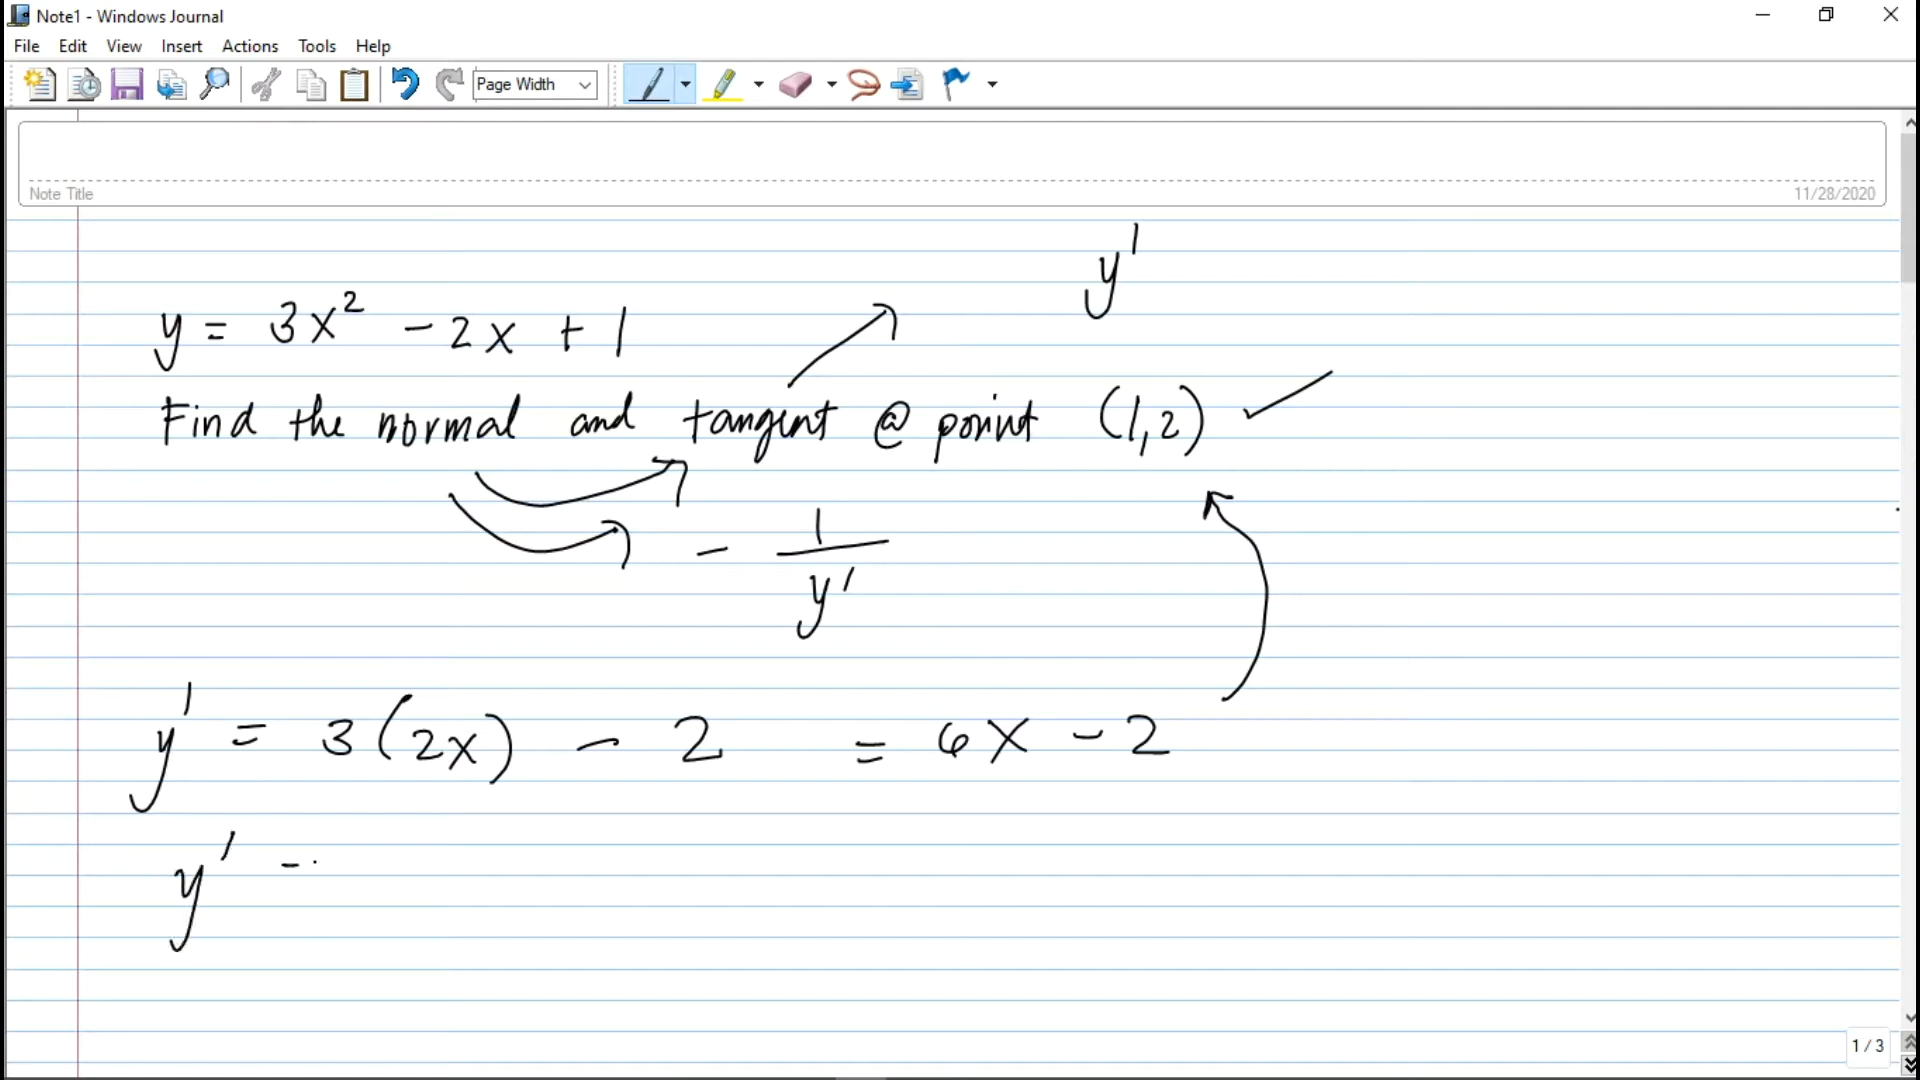 Note1 - Windows Journal
File Edit View Insert Actions Tools Help
Page Width
Note Title 11/28/2020
y'
y = 3x² - 2x + 1
Find the normal and tangent @ point (1,2)
- 1/y'
y' = 3(2x) - 2 = 6x - 2
y' -
1 / 3